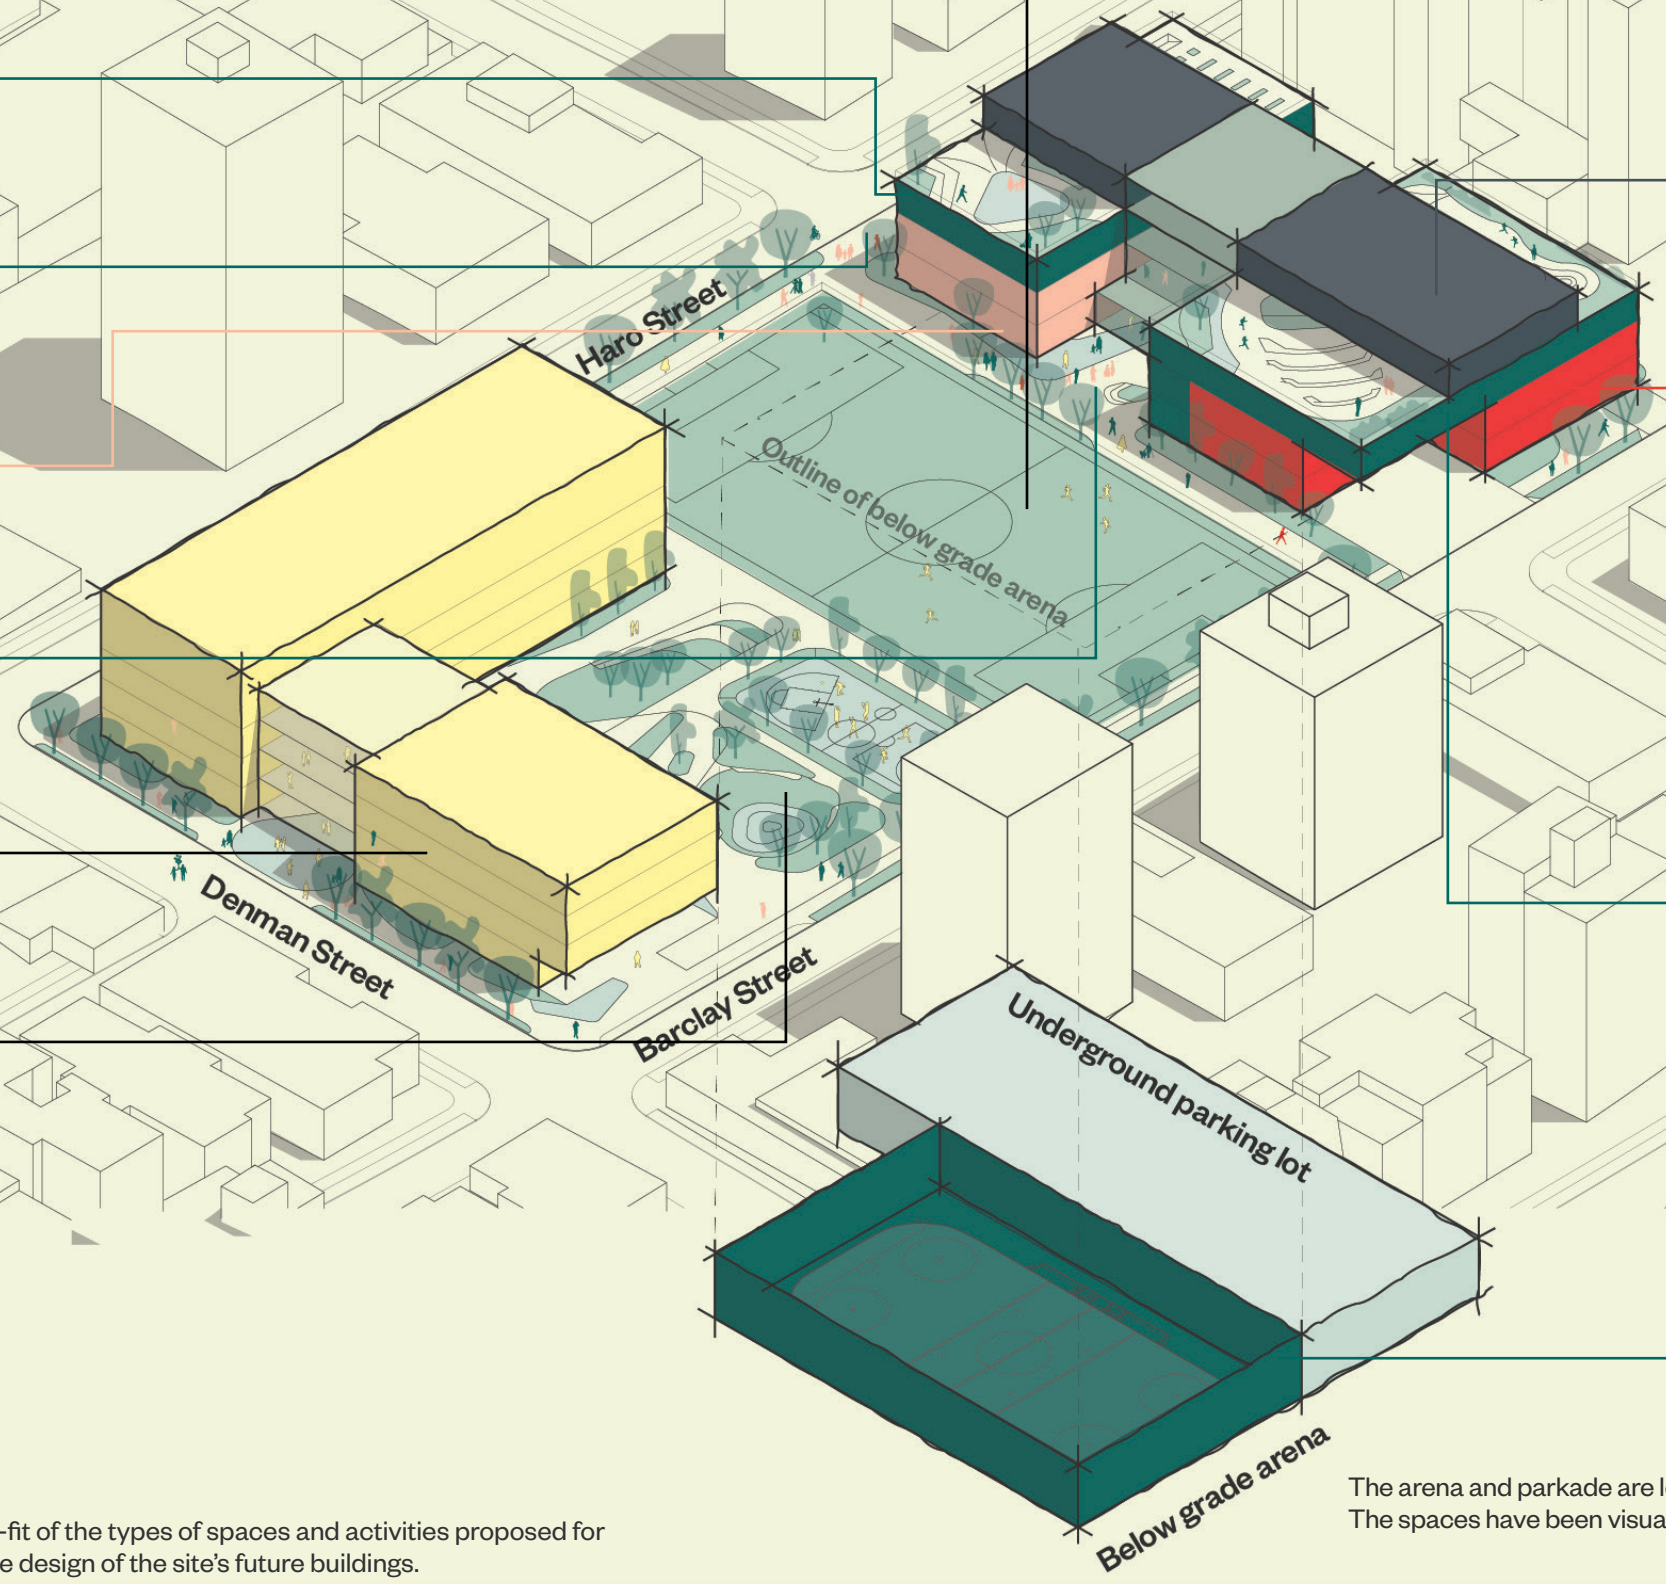 Haro Street
Outline of below grade arena
Denman Street
Barclay Street
Underground parking lot
Below grade arena
-fit of the types of spaces and activities proposed for
e design of the site's future buildings.
The arena and parkade are
The spaces have been